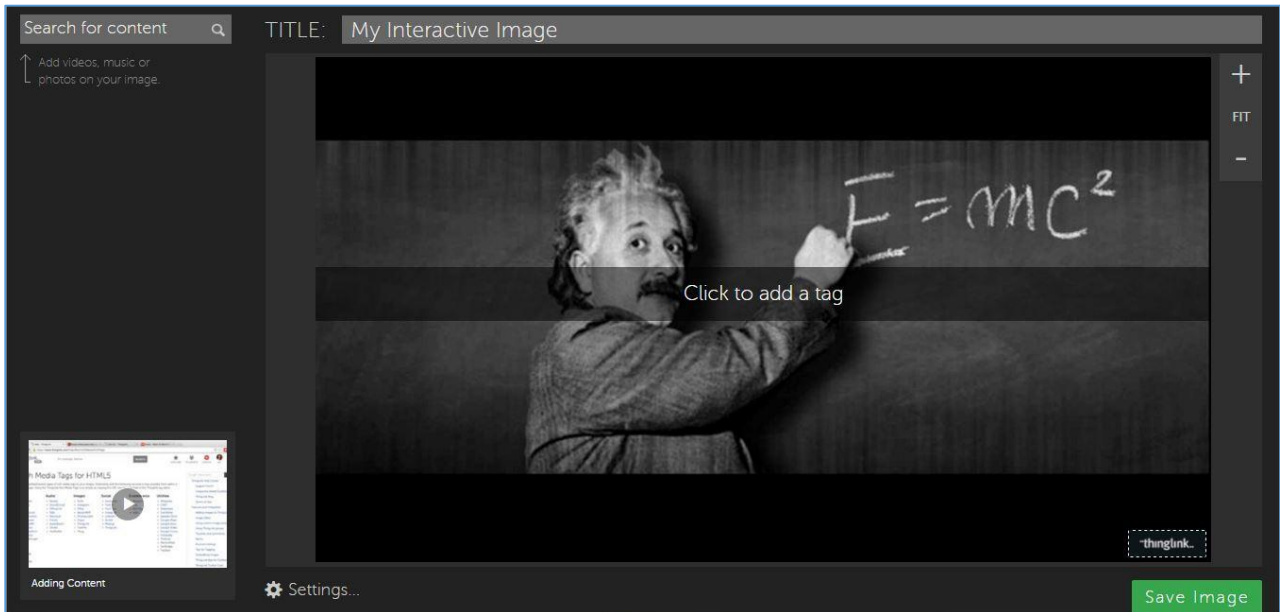 Search for content
TITLE: My Interactive Image
Add videos, music or
photos on your image.
+
FIT
-
E = mc²
Click to add a tag
h Media Tags for HTML5
thinglink..
Adding Content
Settings...
Save Image